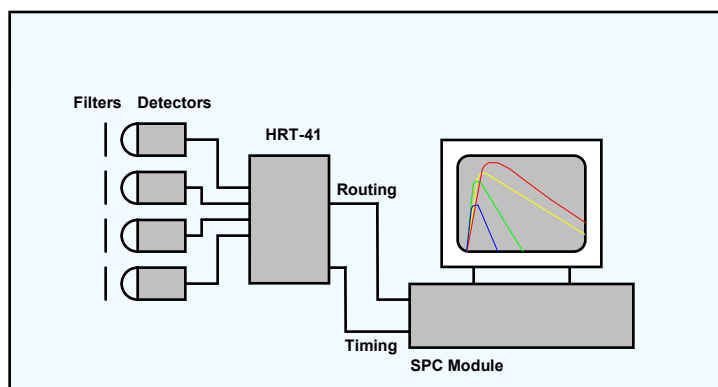 Filters Detectors
HRT-41
Routing
Timing
SPC Module